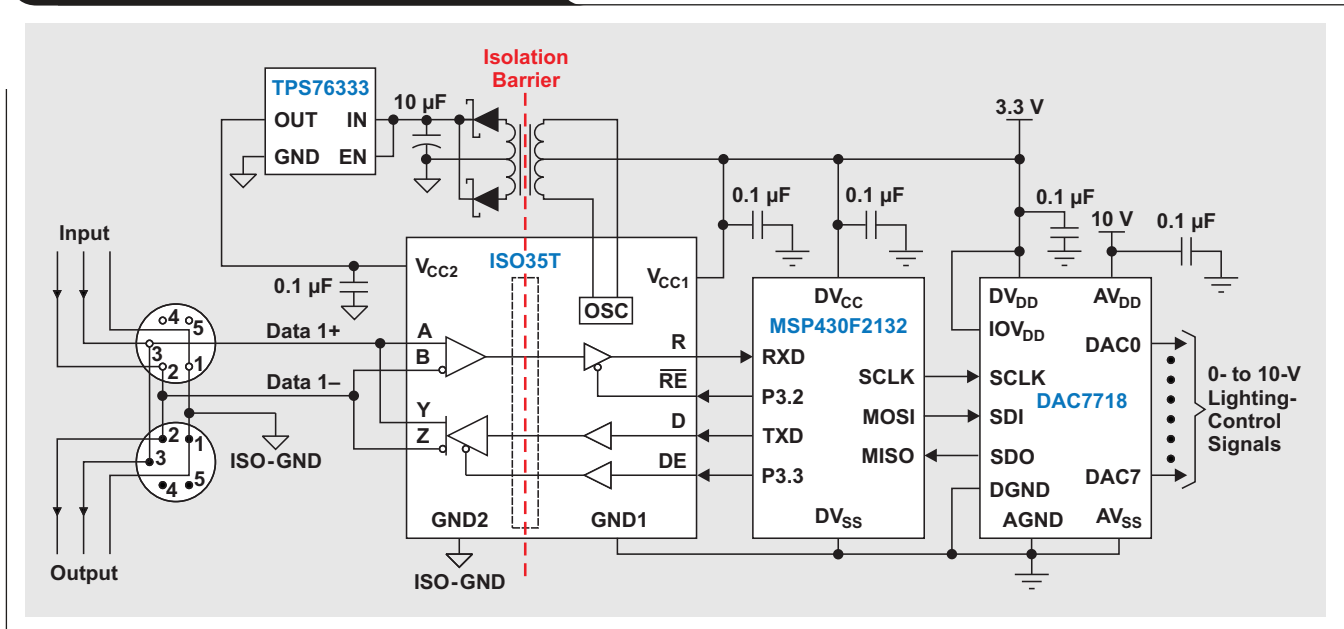 Isolation
Barrier
TPS76333
OUT IN
GND EN
10 µF
3.3 V
0.1 µF
0.1 µF
0.1 µF
10 V
0.1 µF
Input
0.1 µF
VCC2
ISO35T
VCC1
OSC
DVCC
MSP430F2132
DVDD
AVDD
IOVDD
4 5
3
2 1
Data 1+
Data 1–
A
B
Y
Z
R
RE
D
DE
RXD
P3.2
TXD
P3.3
SCLK
MOSI
MISO
SCLK
SDI
SDO
DGND
DAC7718
DAC0
DAC7
0- to 10-V
Lighting-
Control
Signals
2 1
3
4 5
ISO-GND
GND2
GND1
DVSS
AGND
AVSS
ISO-GND
Output